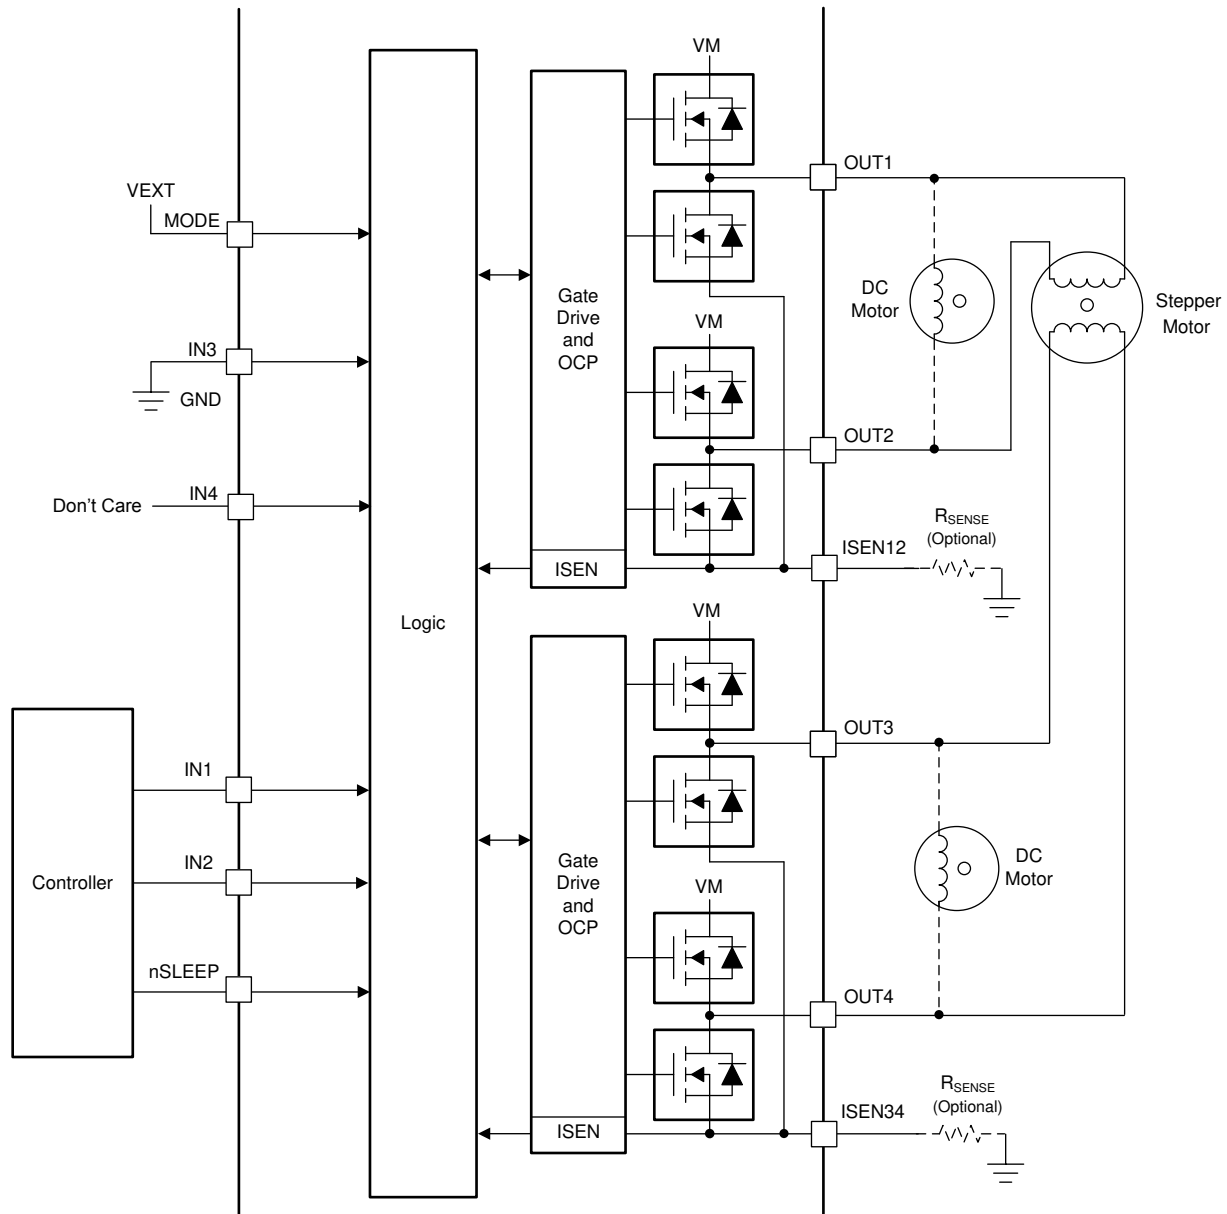 VM
OUT1
VEXT
MODE
Gate
Drive
and
OCP
DC
Motor
Stepper
Motor
VM
IN3
GND
OUT2
IN4
Don't Care
RSENSE
(Optional)
ISEN12
ISEN
VM
Logic
OUT3
IN1
Gate
Drive
and
OCP
DC
Motor
IN2
Controller
VM
nSLEEP
OUT4
RSENSE
(Optional)
ISEN34
ISEN